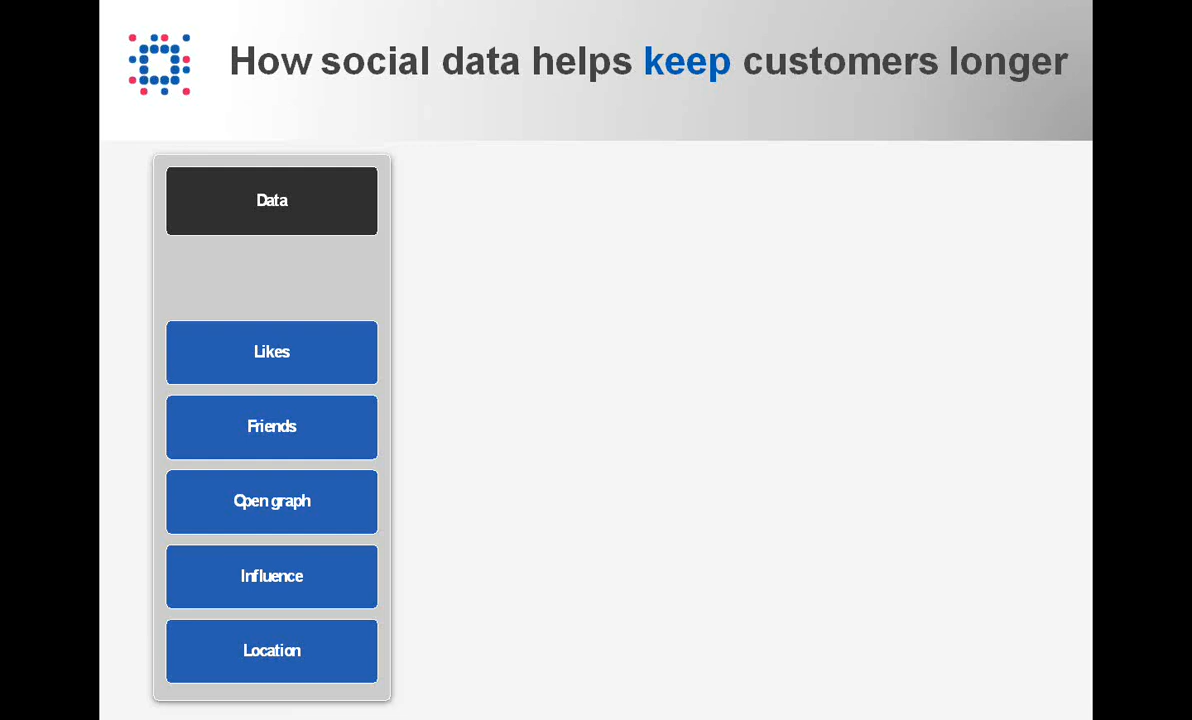 How social data helps keep customers longer
Data
Likes
Friends
Open graph
Influence
Location